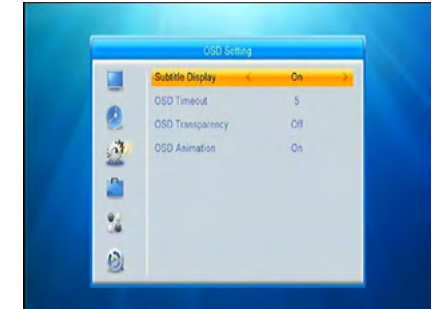 OSD Setting
Subtitle Display On
OSD Timeout 5
OSD Transparency Off
OSD Animation On